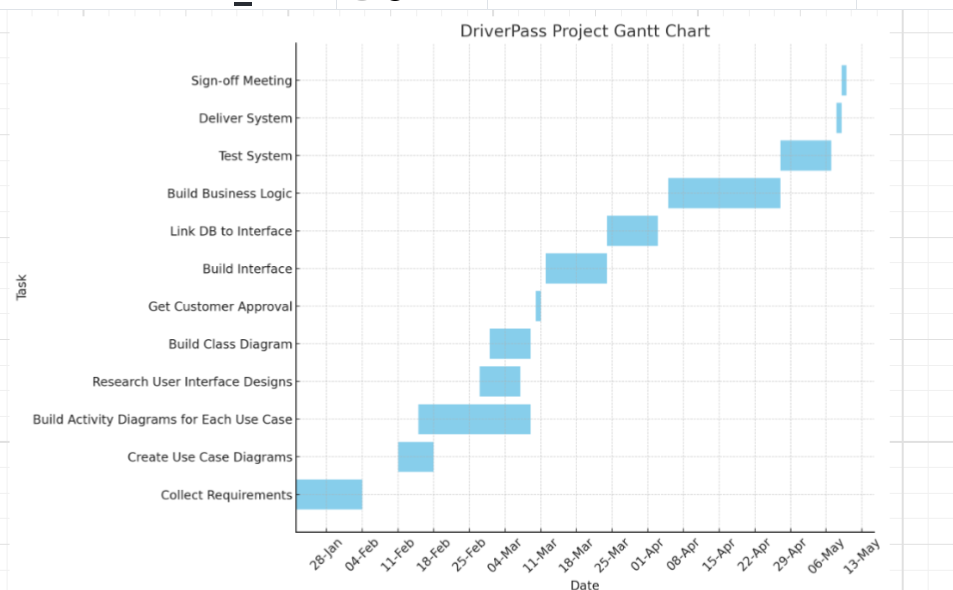 DriverPass Project Gantt Chart
Sign-off Meeting
Deliver System
Test System
Build Business Logic
Link DB to Interface
Build Interface
Task
Get Customer Approval
Build Class Diagram
Research User Interface Designs
Build Activity Diagrams for Each Use Case
Create Use Case Diagrams
Collect Requirements
28-Jan 04-Feb 11-Feb 18-Feb 25-Feb 04-Mar 11-Mar 18-Mar 25-Mar 01-Apr 08-Apr 15-Apr 22-Apr 29-Apr 06-May 13-May
Date